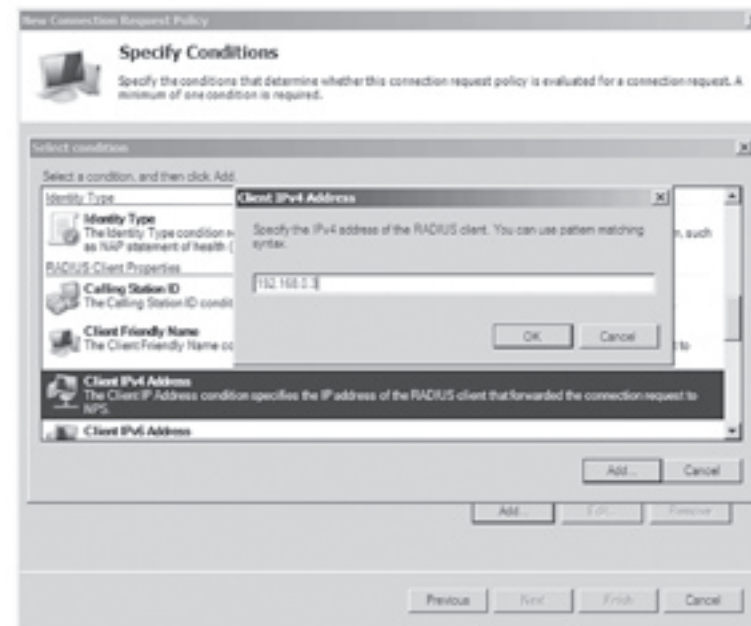 New Connection Request Policy
Specify Conditions
Specify the conditions that determine whether this connection request policy is evaluated for a connection request. A
minimum of one condition is required.
Select condition
Select a condition, and then click Add.
Identity Type
Identity Type
The Identity Type condition
as NAP statement of health (
n, such
RADIUS Client Properties
Calling Station ID
The Calling Station ID condit
Client Friendly Name
The Client Friendly Name co
to
Client IPv4 Address
The Client IP Address condition specifies the IP address of the RADIUS client that forwarded the connection request to
NPS.
Client IPv6 Address
Client IPv4 Address
Specify the IPv4 address of the RADIUS client. You can use pattern matching
syntax.
192.168.0.3
OK Cancel
Add... Cancel
Add... Edit... Remove
Previous Next Finish Cancel